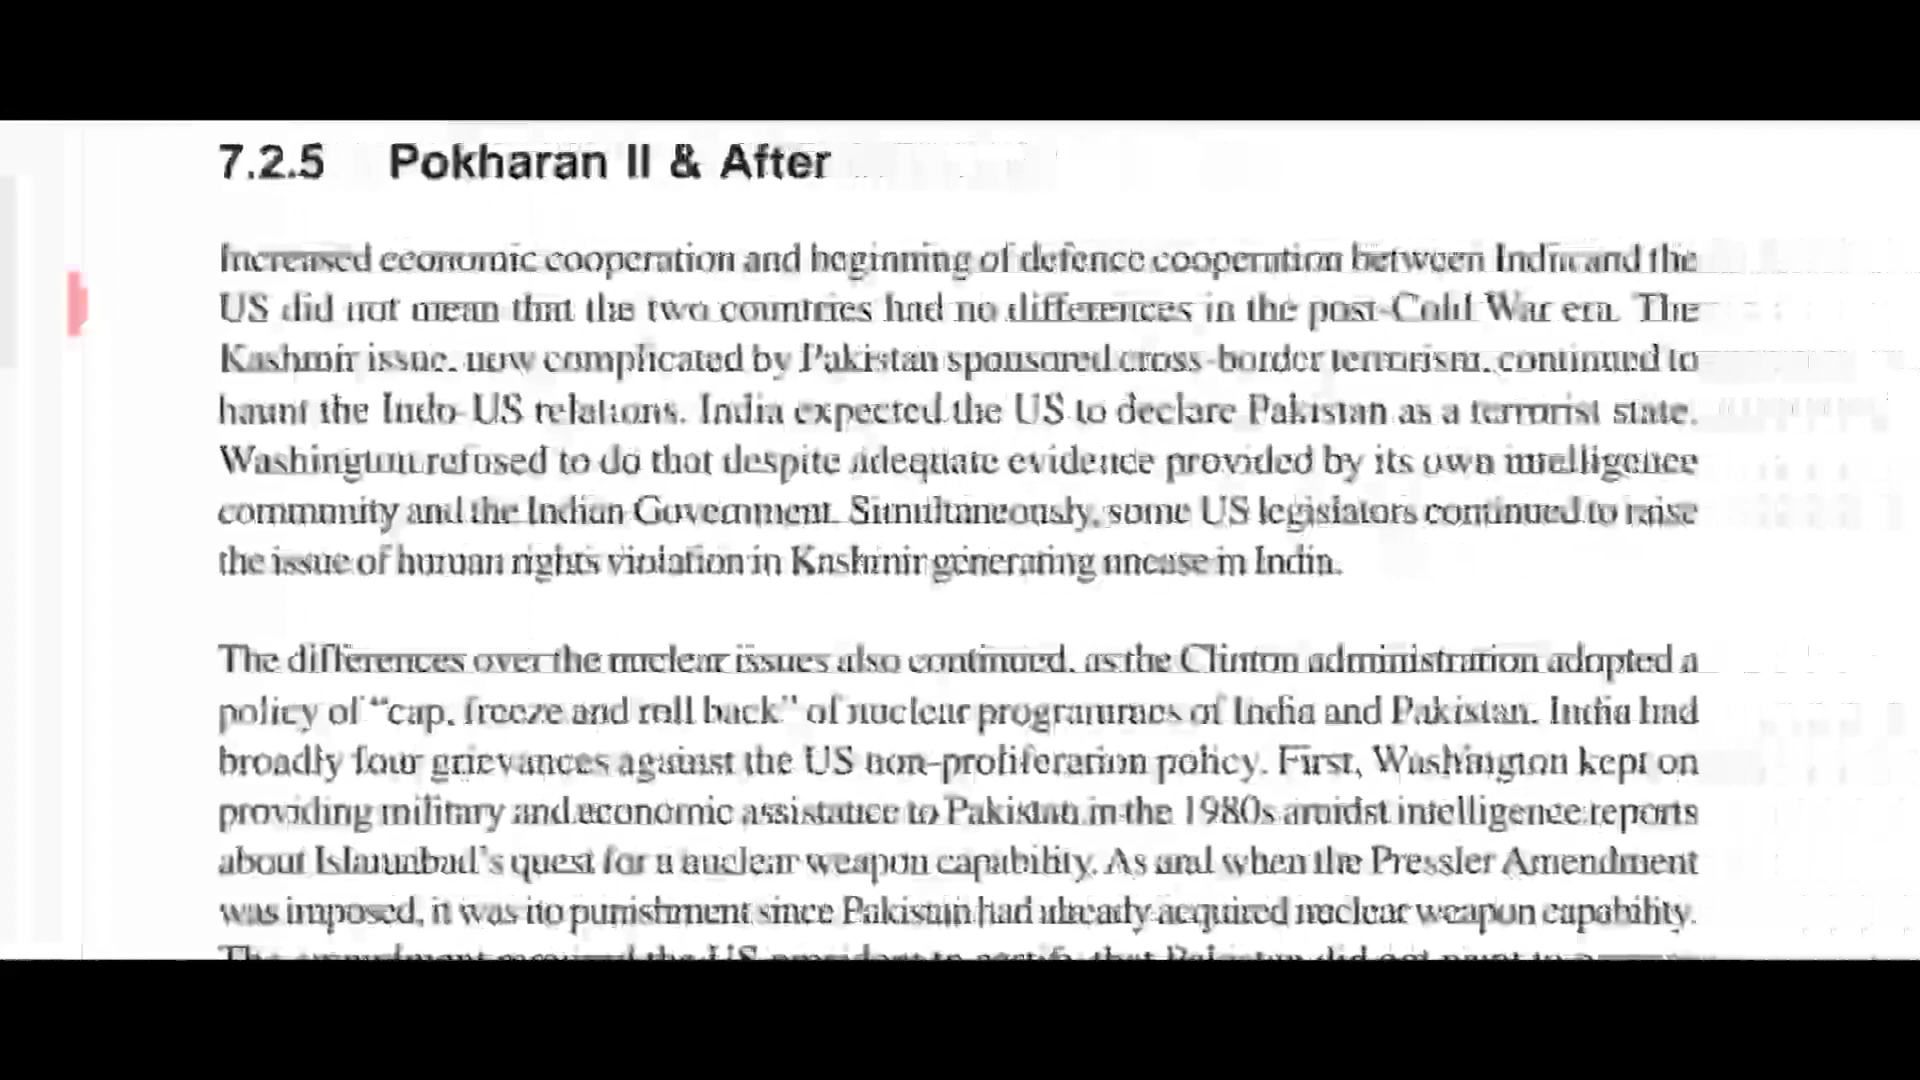 7.2.5 Pokharan II & After
Increased economic cooperation and beginning of defence cooperation between India and the
US did not mean that the two countries had no differences in the post-Cold War era. The
Kashmir issue, now complicated by Pakistan sponsored cross-border terrorism, continued to
haunt the Indo-US relations. India expected the US to declare Pakistan as a terrorist state.
Washington refused to do that despite adequate evidence provided by its own intelligence
community and the Indian Government. Simultaneously, some US legislators continued to raise
the issue of human rights violation in Kashmir generating unease in India.
The differences over the nuclear issues also continued, as the Clinton administration adopted a
policy of “cap, freeze and roll back” of nuclear programmes of India and Pakistan. India had
broadly four grievances against the US non-proliferation policy. First, Washington kept on
providing military and economic assistance to Pakistan in the 1980s amidst intelligence reports
about Islamabad's quest for a nuclear weapon capability. As and when the Pressler Amendment
was imposed, it was no punishment since Pakistan had already acquired nuclear weapon capability.